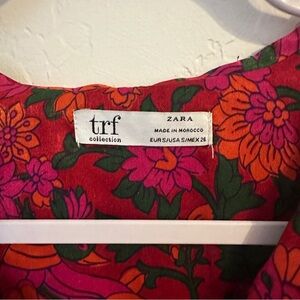 trf
collection
ZARA
MADE IN MOROCCO
EUR S/USA S/MEX 26